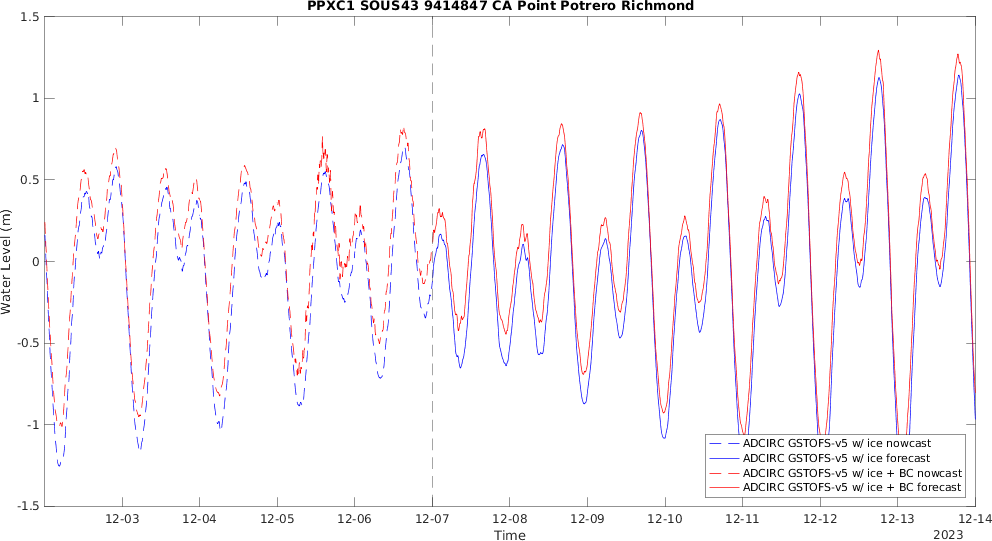 PPXC1 SOUS43 9414847 CA Point Potrero Richmond
1.5
1
0.5
0
-0.5
-1
-1.5
Water Level (m)
12-03 12-04 12-05 12-06 12-07 12-08 12-09 12-10 12-11 12-12 12-13 12-14
Time
2023
ADCIRC GSTOFS-v5 w/ ice nowcast
ADCIRC GSTOFS-v5 w/ ice forecast
ADCIRC GSTOFS-v5 w/ ice + BC nowcast
ADCIRC GSTOFS-v5 w/ ice + BC forecast